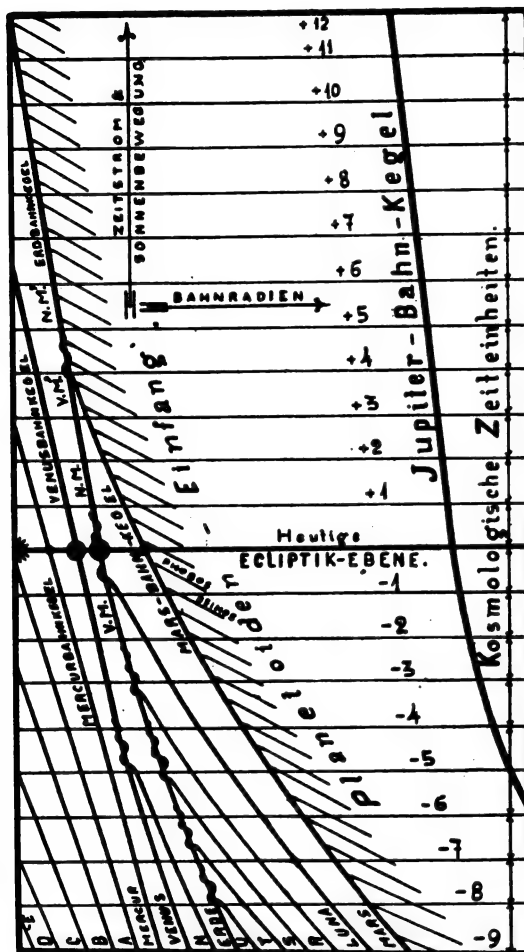 +12
+11
+10
+9
+8
+7
+6
+5
+4
+3
+2
+1
-1
-2
-3
-4
-5
-6
-7
-8
-9
ZEITSTROM &
SONNENBEWEGUNG
BAHNRADIEN
ERDBAHNKEGEL
N.M.
V.M.
VENUSBAHNKEGEL
N.M.
V.M.
MERCURBAHNKEGEL
MARS-BAHN-KEGEL
Einfang
Planetoiden
PHOBOS
DEIMOS
Heutige
ECLIPTIK-EBENE.
Jupiter-Bahn-Kegel
Kosmologische Zeiteinheiten.
D
C
B
A
MERCUR
VENUS
ERDE
T
S
R
LUNA
MARS